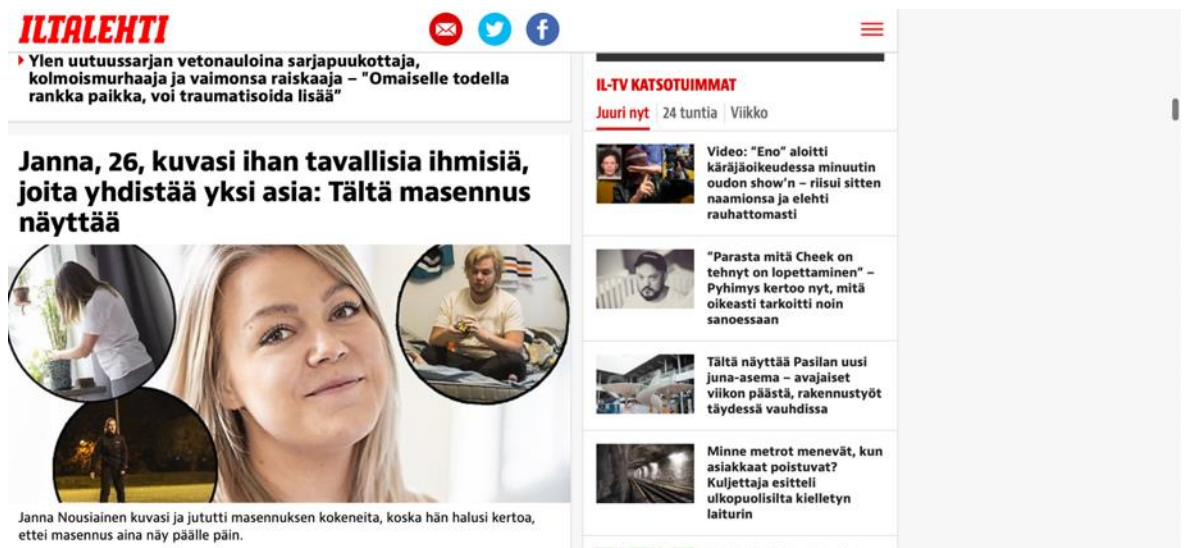 ILTALEHTI
Ylen uutuussarjan vetonauloina sarjapuukottaja,
kolmoismurhaaja ja vaimonsa raiskaaja – "Omaiselle todella
rankka paikka, voi traumatisoida lisää"
Janna, 26, kuvasi ihan tavallisia ihmisiä,
joita yhdistää yksi asia: Tältä masennus
näyttää
Janna Nousiainen kuvasi ja jututti masennuksen kokeneita, koska hän halusi kertoa,
ettei masennus aina näy päälle päin.
IL-TV KATSOTUIMMAT
Juuri nyt 24 tuntia Viikko
Video: "Eno" aloitti
käräjäoikeudessa minuutin
oudon show'n – riisui sitten
naamionsa ja elehti
rauhattomasti
"Parasta mitä Cheek on
tehnyt on lopettaminen" –
Pyhimys kertoo nyt, mitä
oikeasti tarkoitti noin
sanoessaan
Tältä näyttää Pasilan uusi
juna-asema – avajaiset
viikon päästä, rakennustyöt
täydessä vauhdissa
Minne metrot menevät, kun
asiakkaat poistuvat?
Kuljettaja esitteli
ulkopuolisilta kielletyn
laiturin